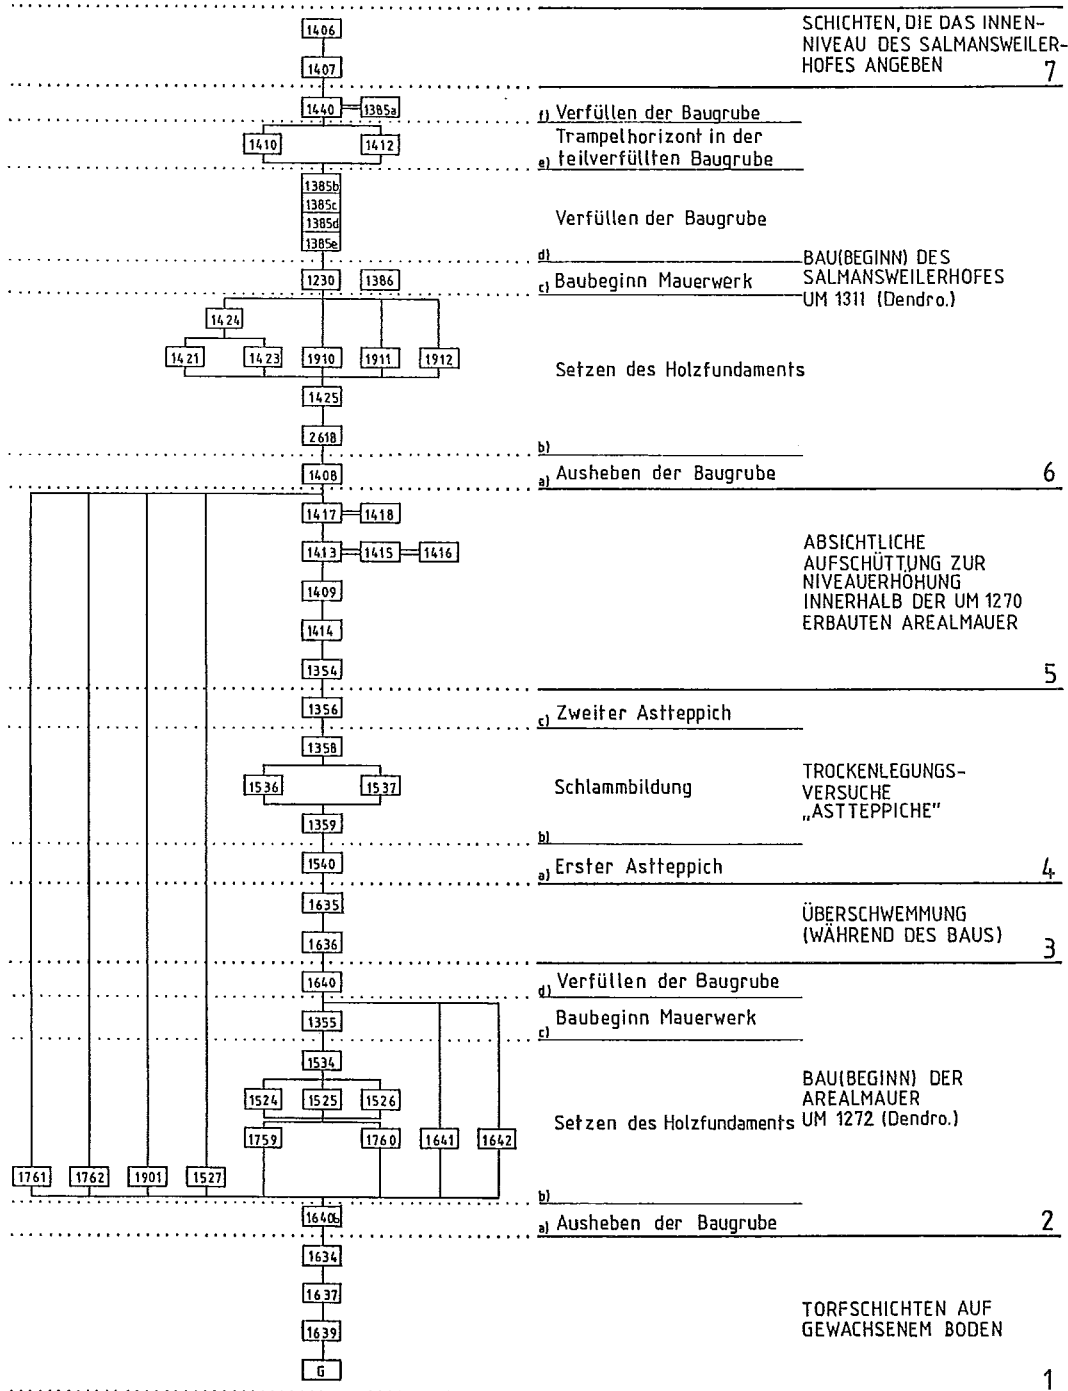 1406
SCHICHTEN, DIE DAS INNEN-
NIVEAU DES SALMANSWEILER-
HOFES ANGEBEN
7
1407
1440 1385a
f) Verfüllen der Baugrube
1410 1412
Trampelhorizont in der
e) teilverfüllten Baugrube
1385b
1385c
1385d
1385e
Verfüllen der Baugrube
d)
BAU(BEGINN) DES
SALMANSWEILERHOFES
UM 1311 (Dendro.)
1230 1386
c) Baubeginn Mauerwerk
1424
1421 1423 1910 1911 1912
Setzen des Holzfundaments
1425
2618
b)
1408
a) Ausheben der Baugrube
6
1417 1418
1413 1415 1416
ABSICHTLICHE
AUFSCHÜTTUNG ZUR
NIVEAUERHÖHUNG
INNERHALB DER UM 1270
ERBAUTEN AREALMAUER
1409
1414
1354
5
1356
c) Zweiter Astteppich
1358
1536 1537
Schlammbildung
TROCKENLEGUNGS-
VERSUCHE
„ASTTEPPICHE"
1359
b)
1540
a) Erster Astteppich
4
1635
ÜBERSCHWEMMUNG
(WÄHREND DES BAUS)
3
1636
1640
d) Verfüllen der Baugrube
1355
Baubeginn Mauerwerk
c)
1534
1524 1525 1526
BAU(BEGINN) DER
AREALMAUER
UM 1272 (Dendro.)
Setzen des Holzfundaments
1759 1760 1641 1642
1761 1762 1901 1527
b)
1640b
a) Ausheben der Baugrube
2
1634
1637
1639
TORFSCHICHTEN AUF
GEWACHSENEM BODEN
G
1